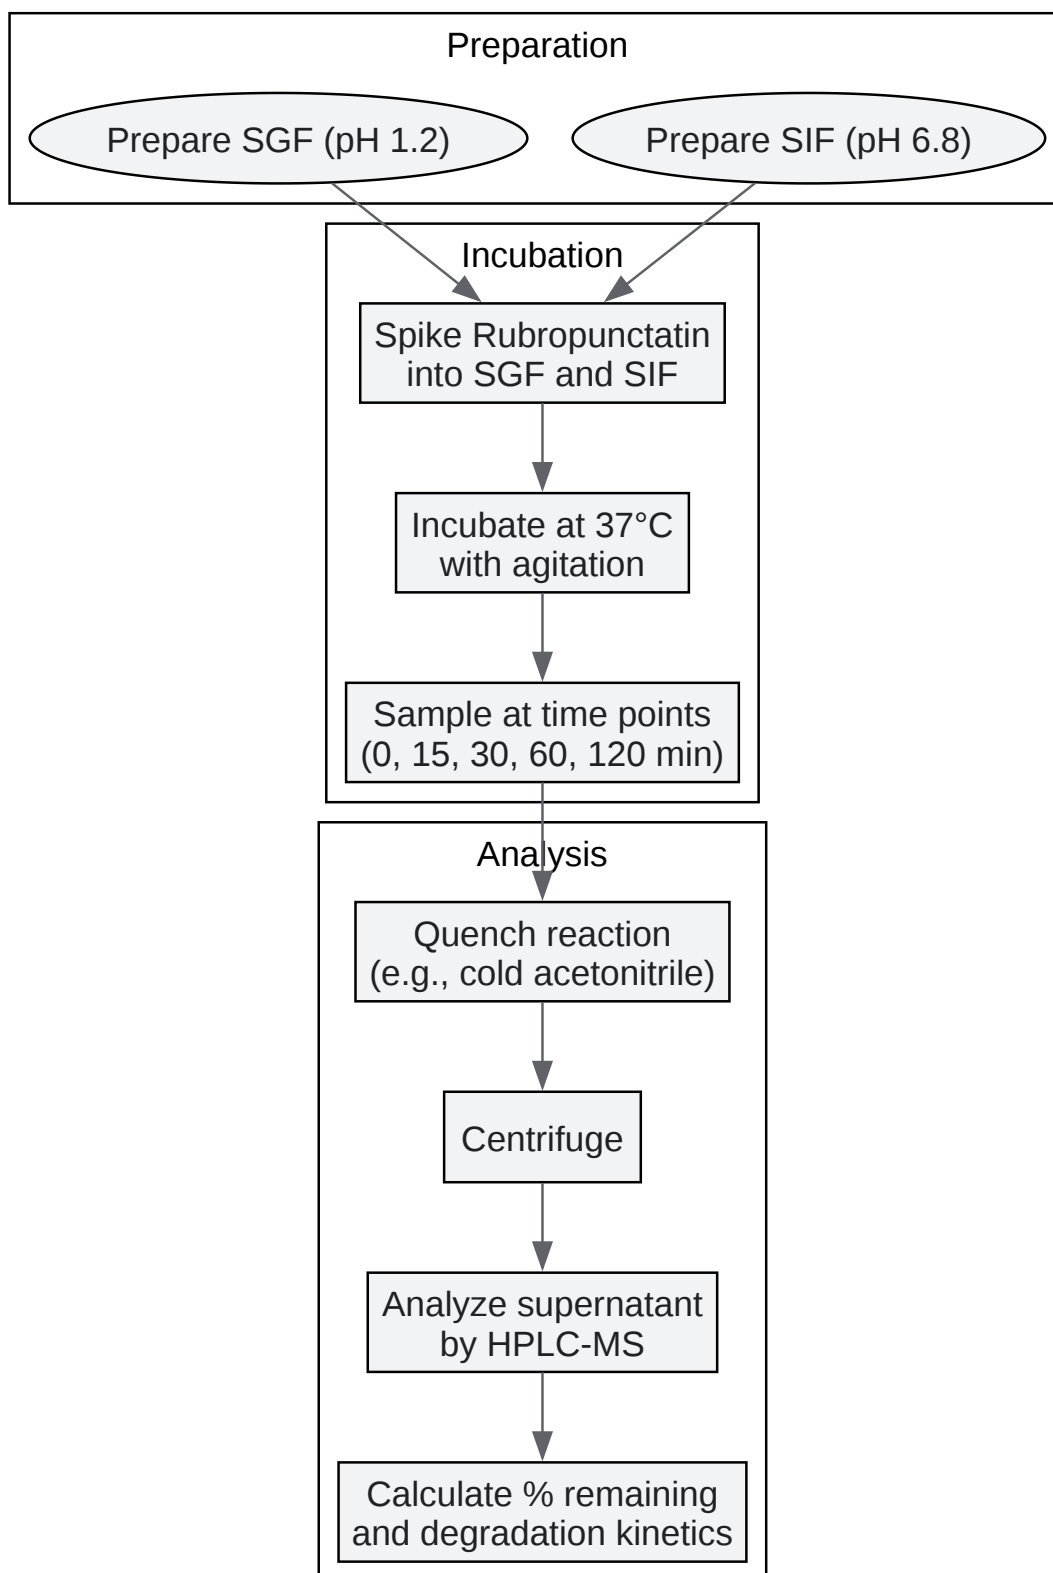 Preparation
Prepare SGF (pH 1.2)
Prepare SIF (pH 6.8)
Incubation
Spike Rubropunctatin
into SGF and SIF
Incubate at 37°C
with agitation
Sample at time points
(0, 15, 30, 60, 120 min)
Analysis
Quench reaction
(e.g., cold acetonitrile)
Centrifuge
Analyze supernatant
by HPLC-MS
Calculate % remaining
and degradation kinetics